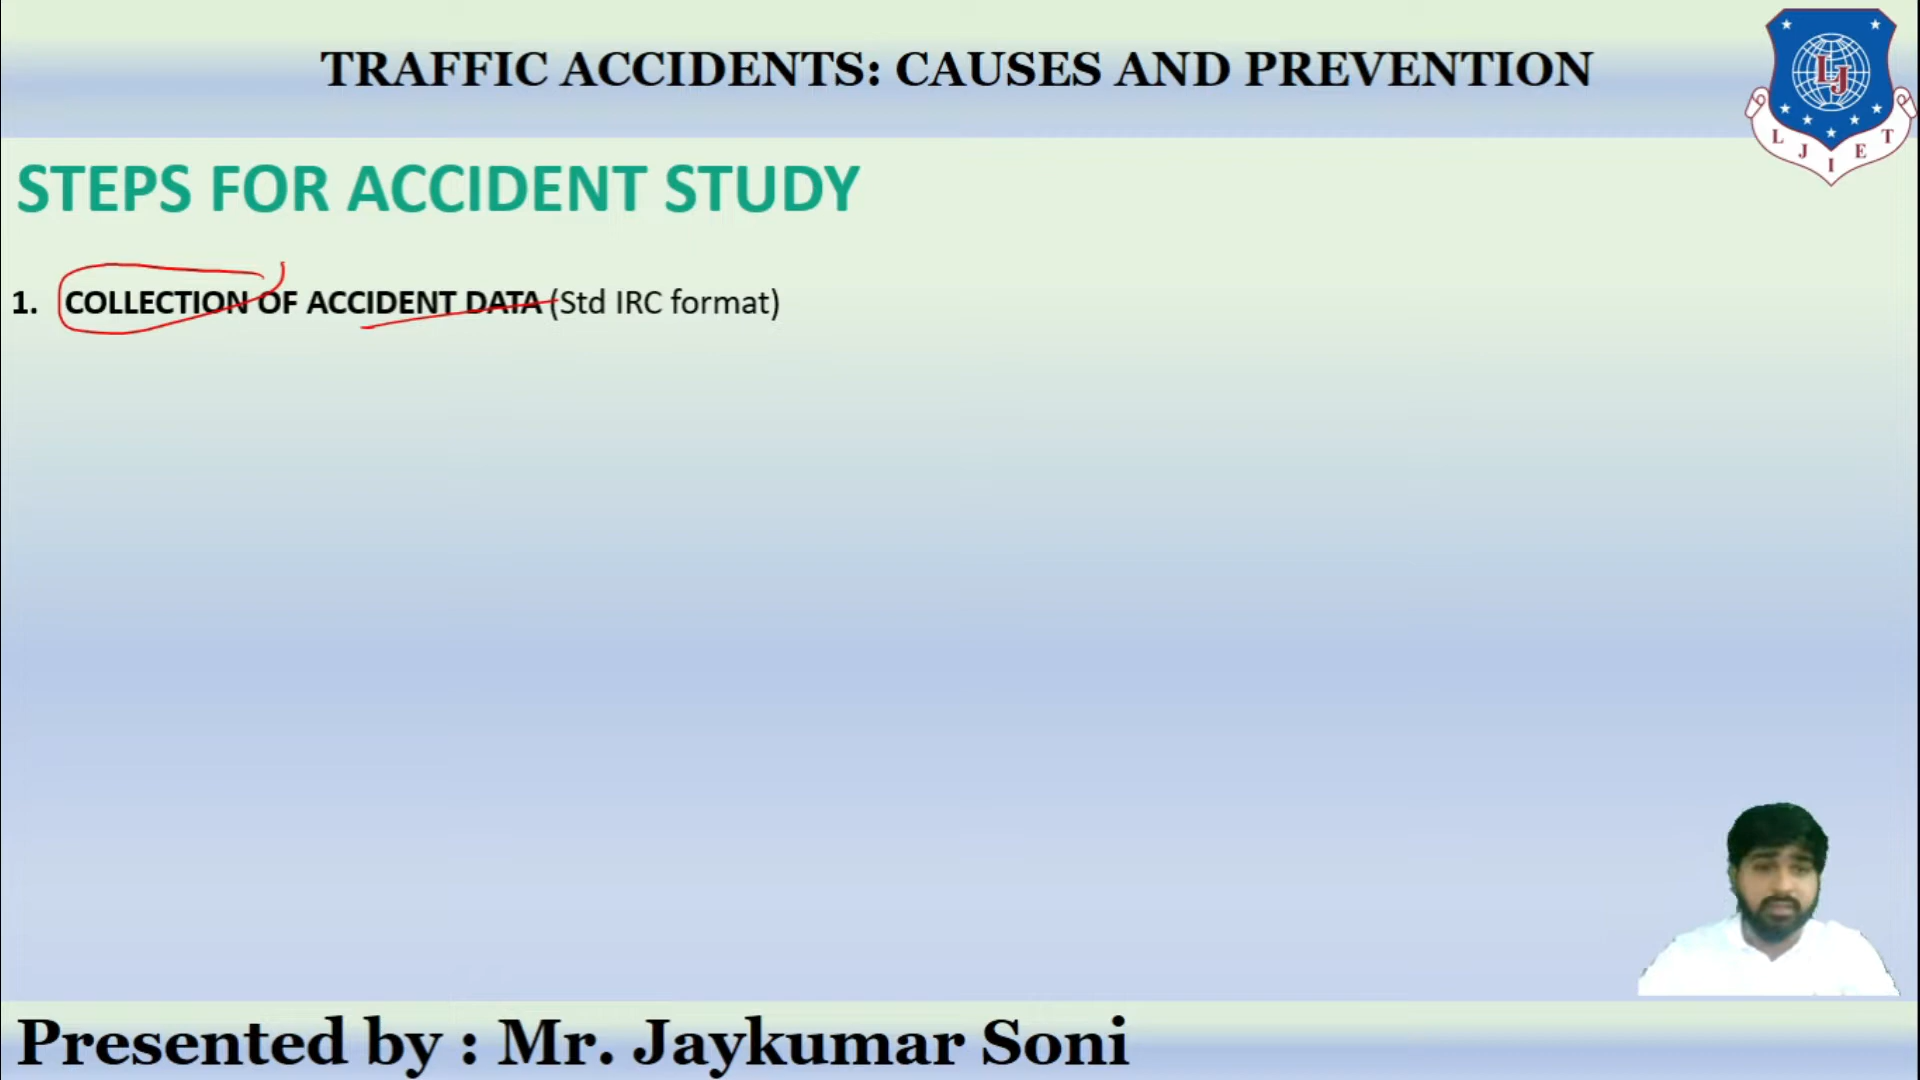 TRAFFIC ACCIDENTS: CAUSES AND PREVENTION
LJ
L J I E T
STEPS FOR ACCIDENT STUDY
1. COLLECTION OF ACCIDENT DATA (Std IRC format)
Presented by : Mr. Jaykumar Soni